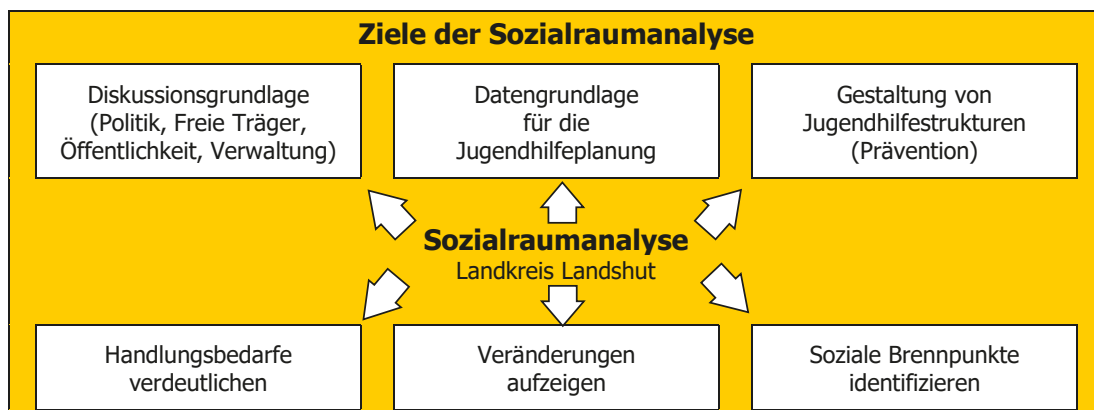 Ziele der Sozialraumanalyse
Diskussionsgrundlage
(Politik, Freie Träger,
Öffentlichkeit, Verwaltung)
Datengrundlage
für die
Jugendhilfeplanung
Gestaltung von
Jugendhilfestrukturen
(Prävention)
Sozialraumanalyse
Landkreis Landshut
Handlungsbedarfe
verdeutlichen
Veränderungen
aufzeigen
Soziale Brennpunkte
identifizieren